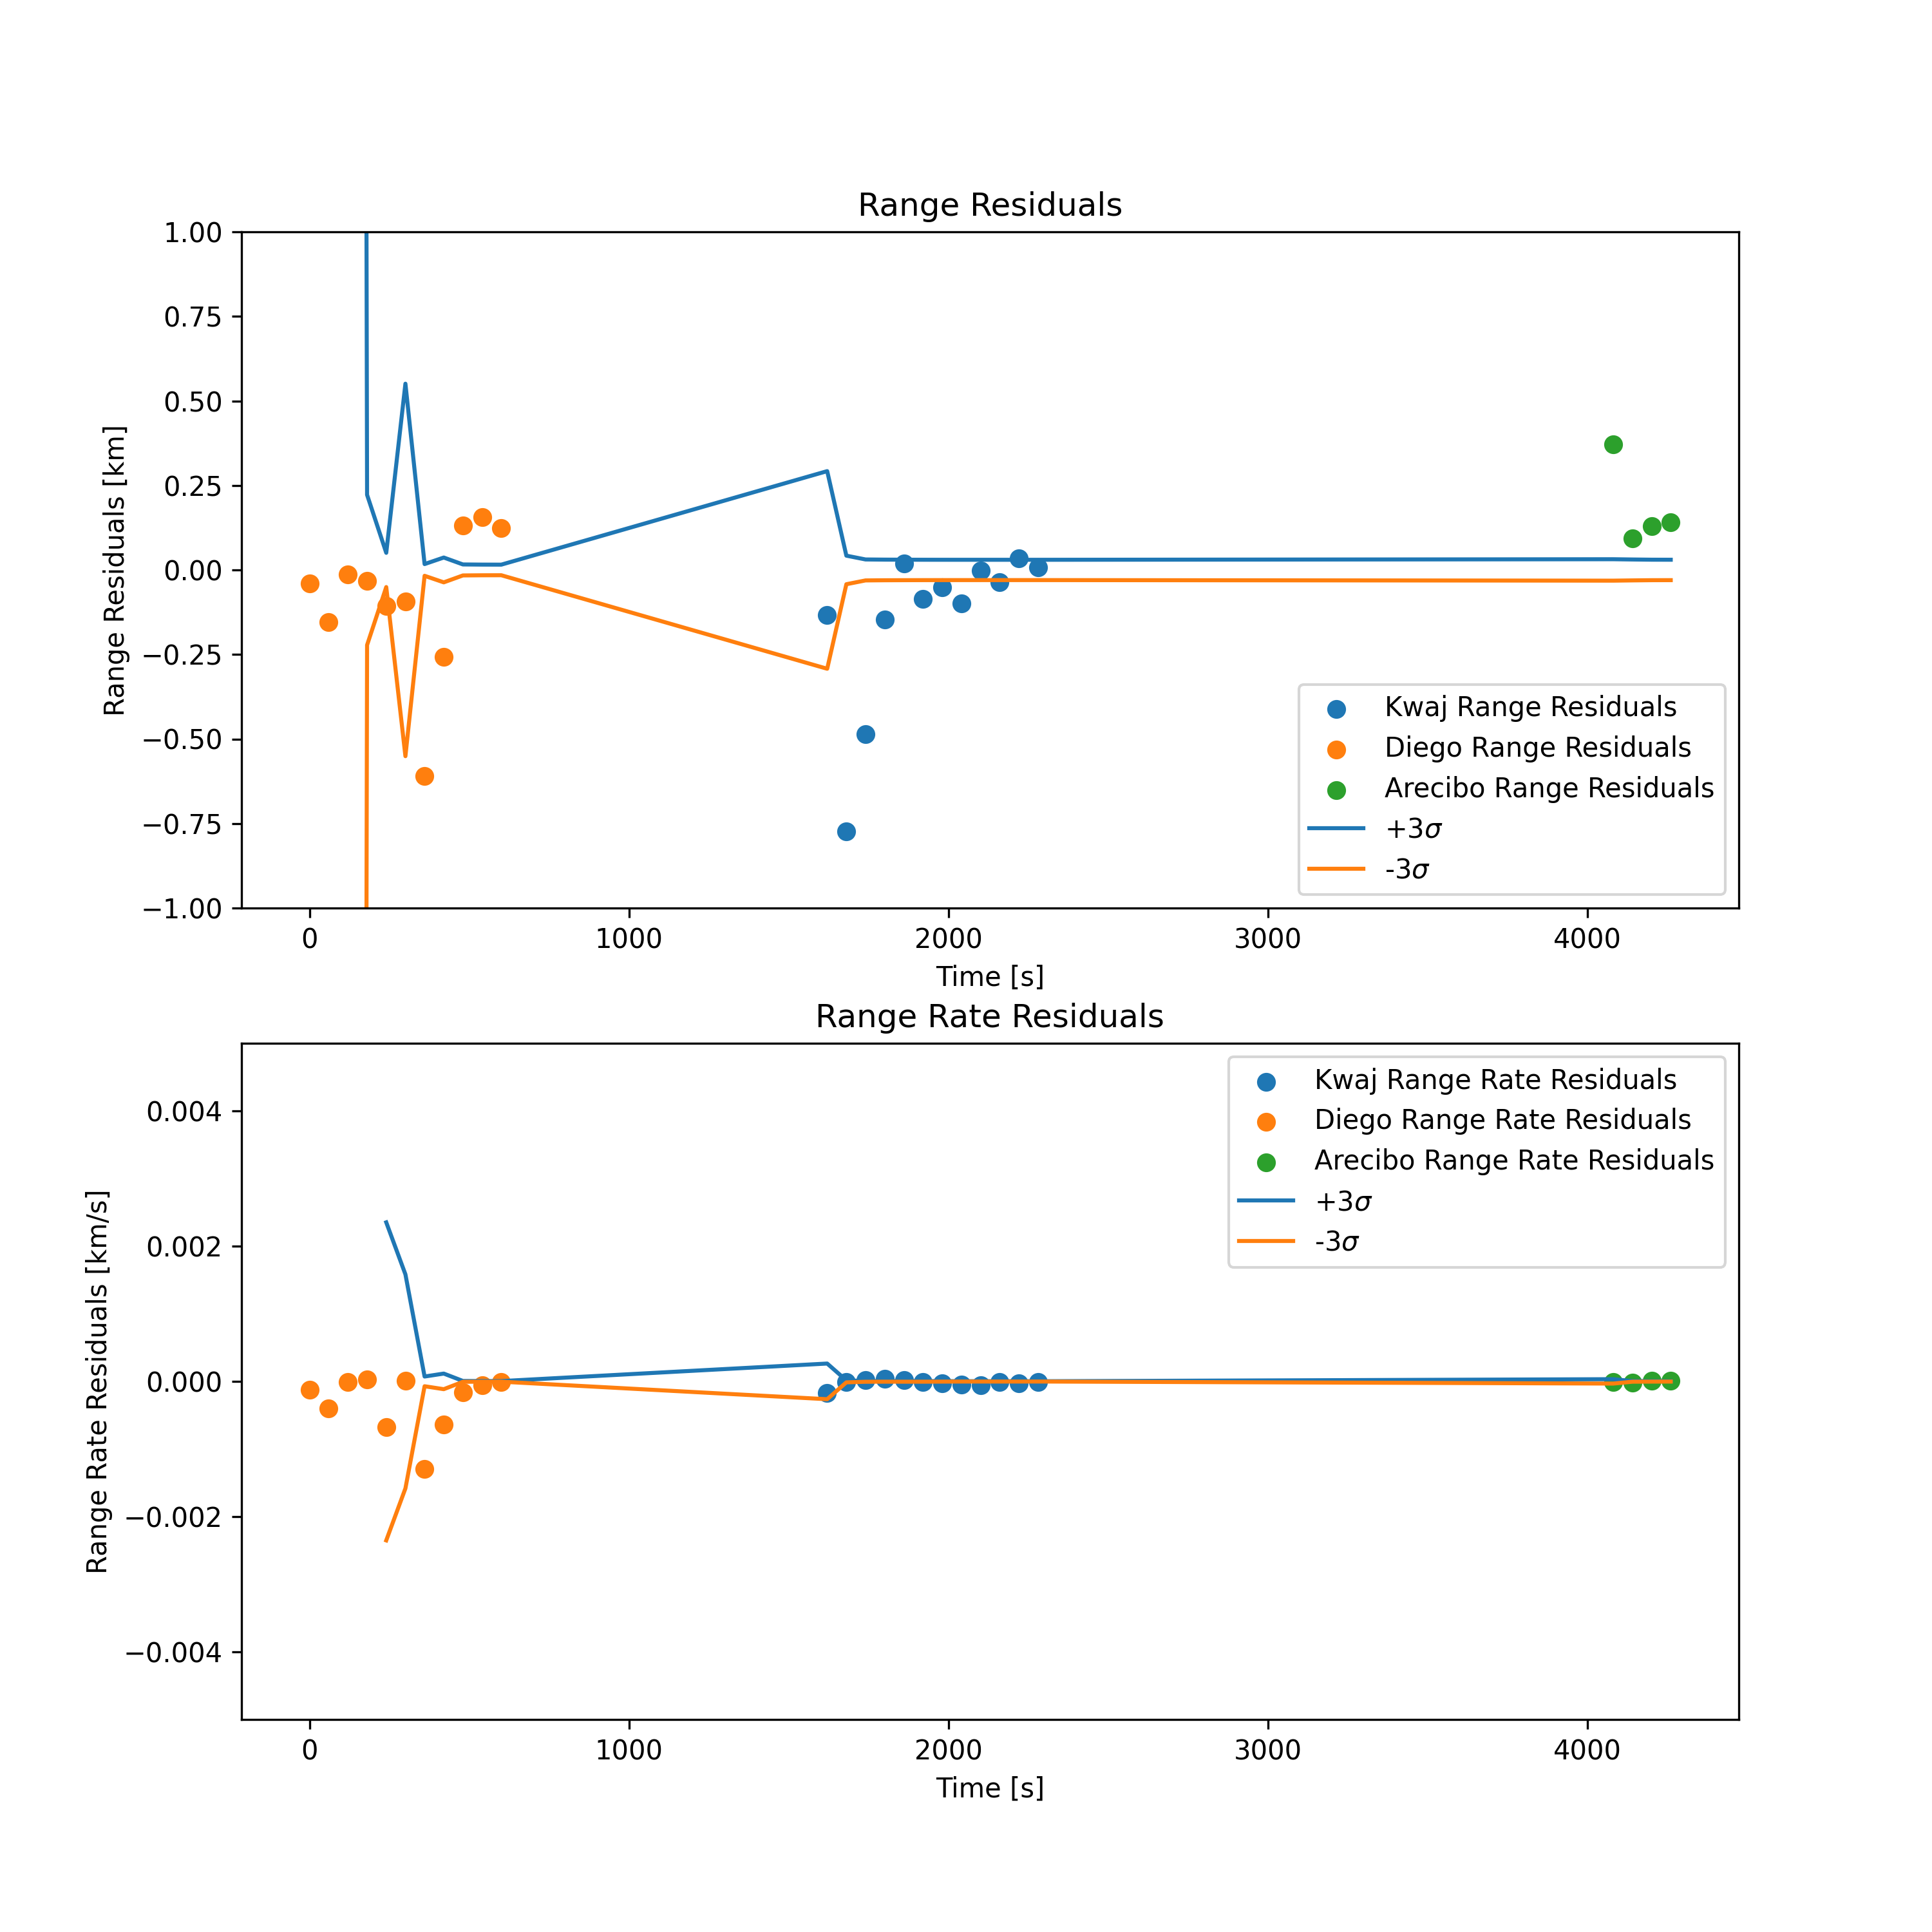 Range Residuals
1.00
0.75
0.50
0.25
0.00
−0.25
−0.50
−0.75
−1.00
Range Residuals [km]
Kwaj Range Residuals
Diego Range Residuals
Arecibo Range Residuals
+3σ
-3σ
0 1000 2000 3000 4000
Time [s]
Range Rate Residuals
0.004
0.002
0.000
−0.002
−0.004
Range Rate Residuals [km/s]
Kwaj Range Rate Residuals
Diego Range Rate Residuals
Arecibo Range Rate Residuals
+3σ
-3σ
0 1000 2000 3000 4000
Time [s]